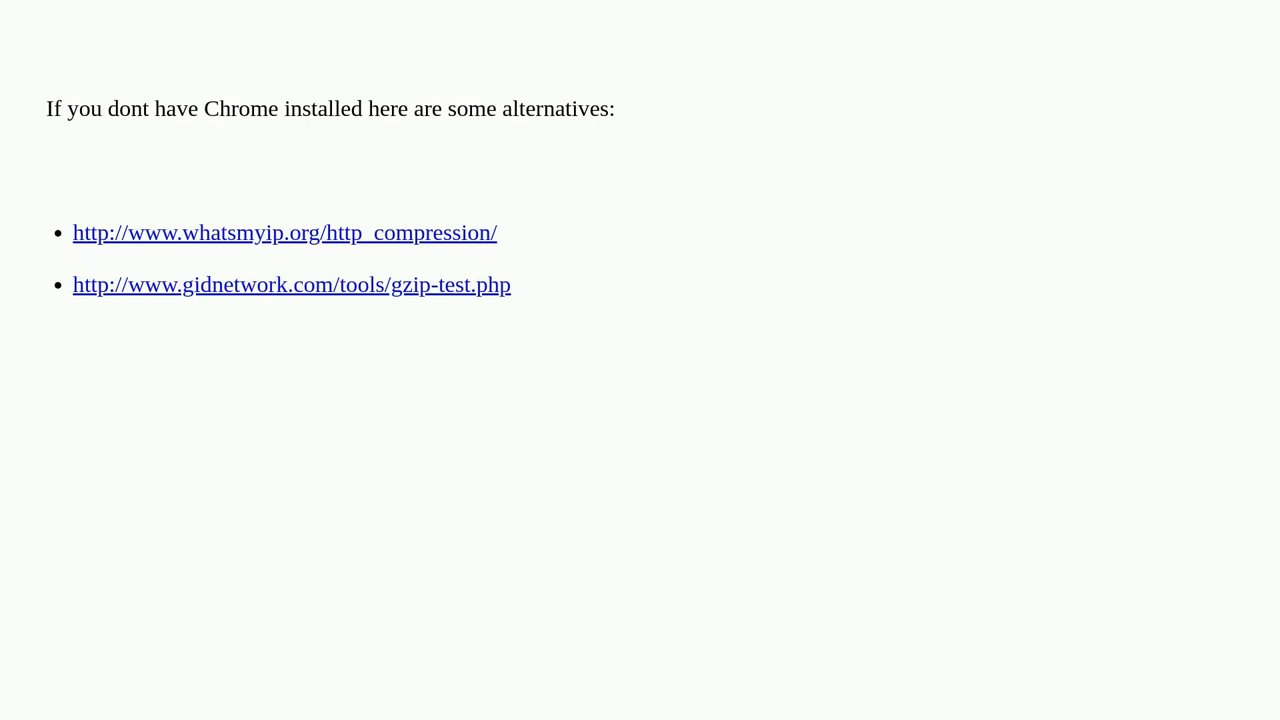 If you dont have Chrome installed here are some alternatives:
http://www.whatsmyip.org/http_compression/
http://www.gidnetwork.com/tools/gzip-test.php